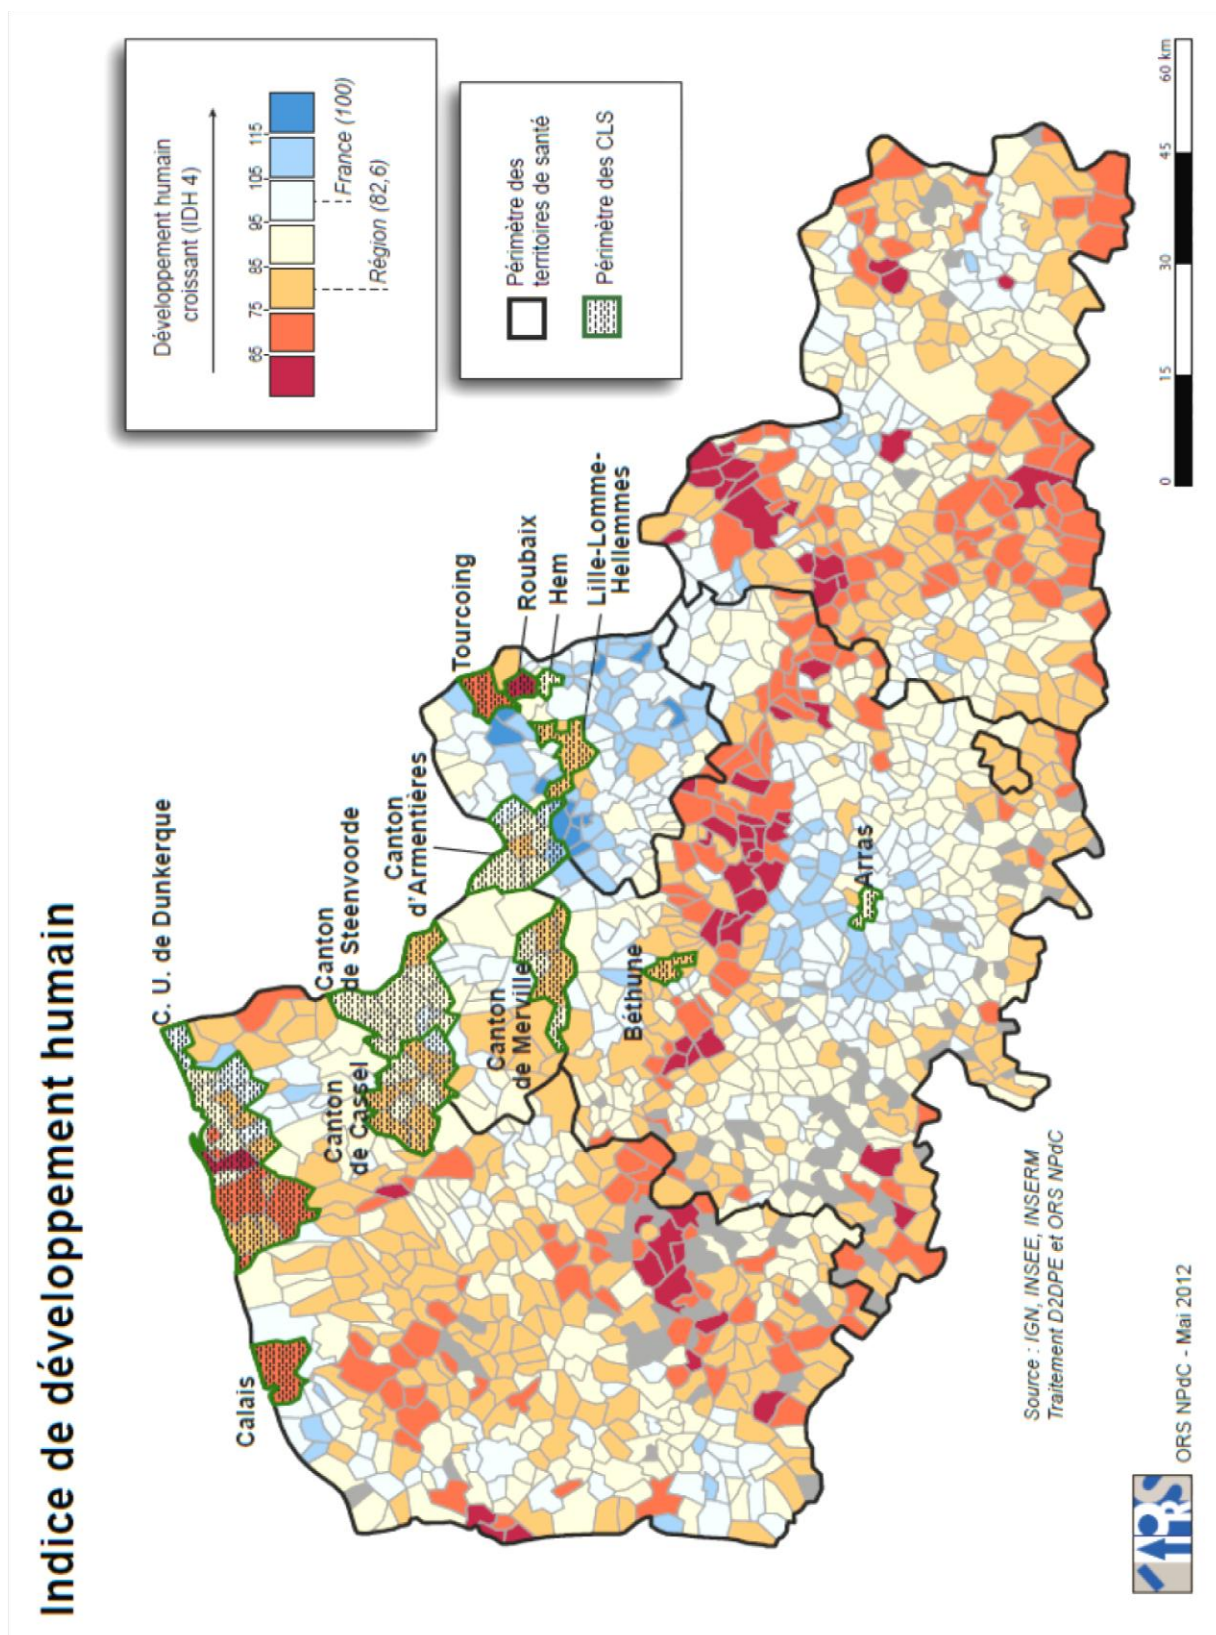 Indice de développement humain
Développement humain
croissant (IDH 4)
65
75
85
95
105
115
France (100)
Région (82,6)
Périmètre des
territoires de santé
Périmètre des CLS
C. U. de Dunkerque
Calais
Canton
de Steenvoorde
Canton
de Cassel
Canton
d'Armentières
Canton
de Merville
Tourcoing
Roubaix
Hem
Lille-Lomme-
Hellemmes
Béthune
Arras
Source : IGN, INSEE, INSERM
Traitement D2DPE et ORS NPdC
ORS
ORS NPdC - Mai 2012
0
15
30
45
60 km